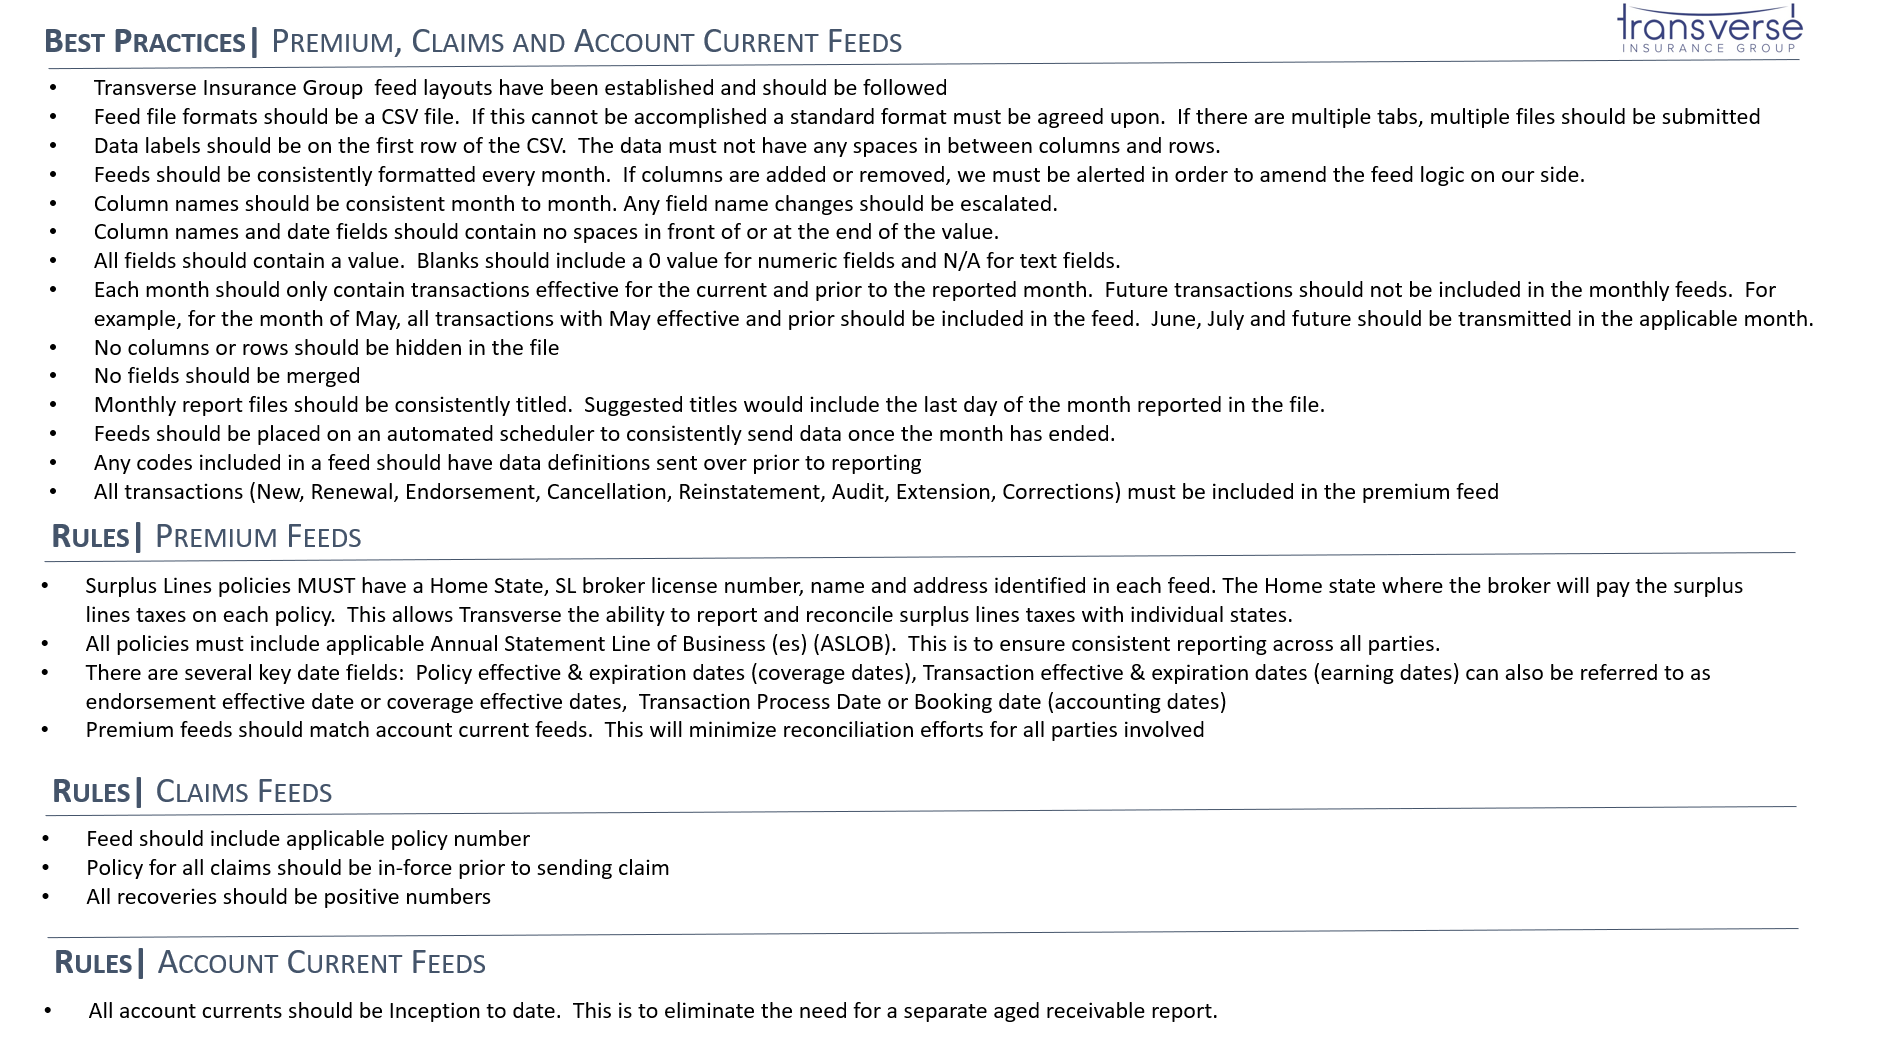 BEST PRACTICES| PREMIUM, CLAIMS AND ACCOUNT CURRENT FEEDS
transverse
INSURANCE GROUP
• Transverse Insurance Group  feed layouts have been established and should be followed
• Feed file formats should be a CSV file.  If this cannot be accomplished a standard format must be agreed upon.  If there are multiple tabs, multiple files should be submitted
• Data labels should be on the first row of the CSV.  The data must not have any spaces in between columns and rows.
• Feeds should be consistently formatted every month.  If columns are added or removed, we must be alerted in order to amend the feed logic on our side.
• Column names should be consistent month to month. Any field name changes should be escalated.
• Column names and date fields should contain no spaces in front of or at the end of the value.
• All fields should contain a value.  Blanks should include a 0 value for numeric fields and N/A for text fields.
• Each month should only contain transactions effective for the current and prior to the reported month.  Future transactions should not be included in the monthly feeds.  For
example, for the month of May, all transactions with May effective and prior should be included in the feed.  June, July and future should be transmitted in the applicable month.
• No columns or rows should be hidden in the file
• No fields should be merged
• Monthly report files should be consistently titled.  Suggested titles would include the last day of the month reported in the file.
• Feeds should be placed on an automated scheduler to consistently send data once the month has ended.
• Any codes included in a feed should have data definitions sent over prior to reporting
• All transactions (New, Renewal, Endorsement, Cancellation, Reinstatement, Audit, Extension, Corrections) must be included in the premium feed
RULES| PREMIUM FEEDS
• Surplus Lines policies MUST have a Home State, SL broker license number, name and address identified in each feed. The Home state where the broker will pay the surplus
lines taxes on each policy.  This allows Transverse the ability to report and reconcile surplus lines taxes with individual states.
• All policies must include applicable Annual Statement Line of Business (es) (ASLOB).  This is to ensure consistent reporting across all parties.
• There are several key date fields:  Policy effective & expiration dates (coverage dates), Transaction effective & expiration dates (earning dates) can also be referred to as
endorsement effective date or coverage effective dates,  Transaction Process Date or Booking date (accounting dates)
• Premium feeds should match account current feeds.  This will minimize reconciliation efforts for all parties involved
RULES| CLAIMS FEEDS
• Feed should include applicable policy number
• Policy for all claims should be in-force prior to sending claim
• All recoveries should be positive numbers
RULES| ACCOUNT CURRENT FEEDS
• All account currents should be Inception to date.  This is to eliminate the need for a separate aged receivable report.